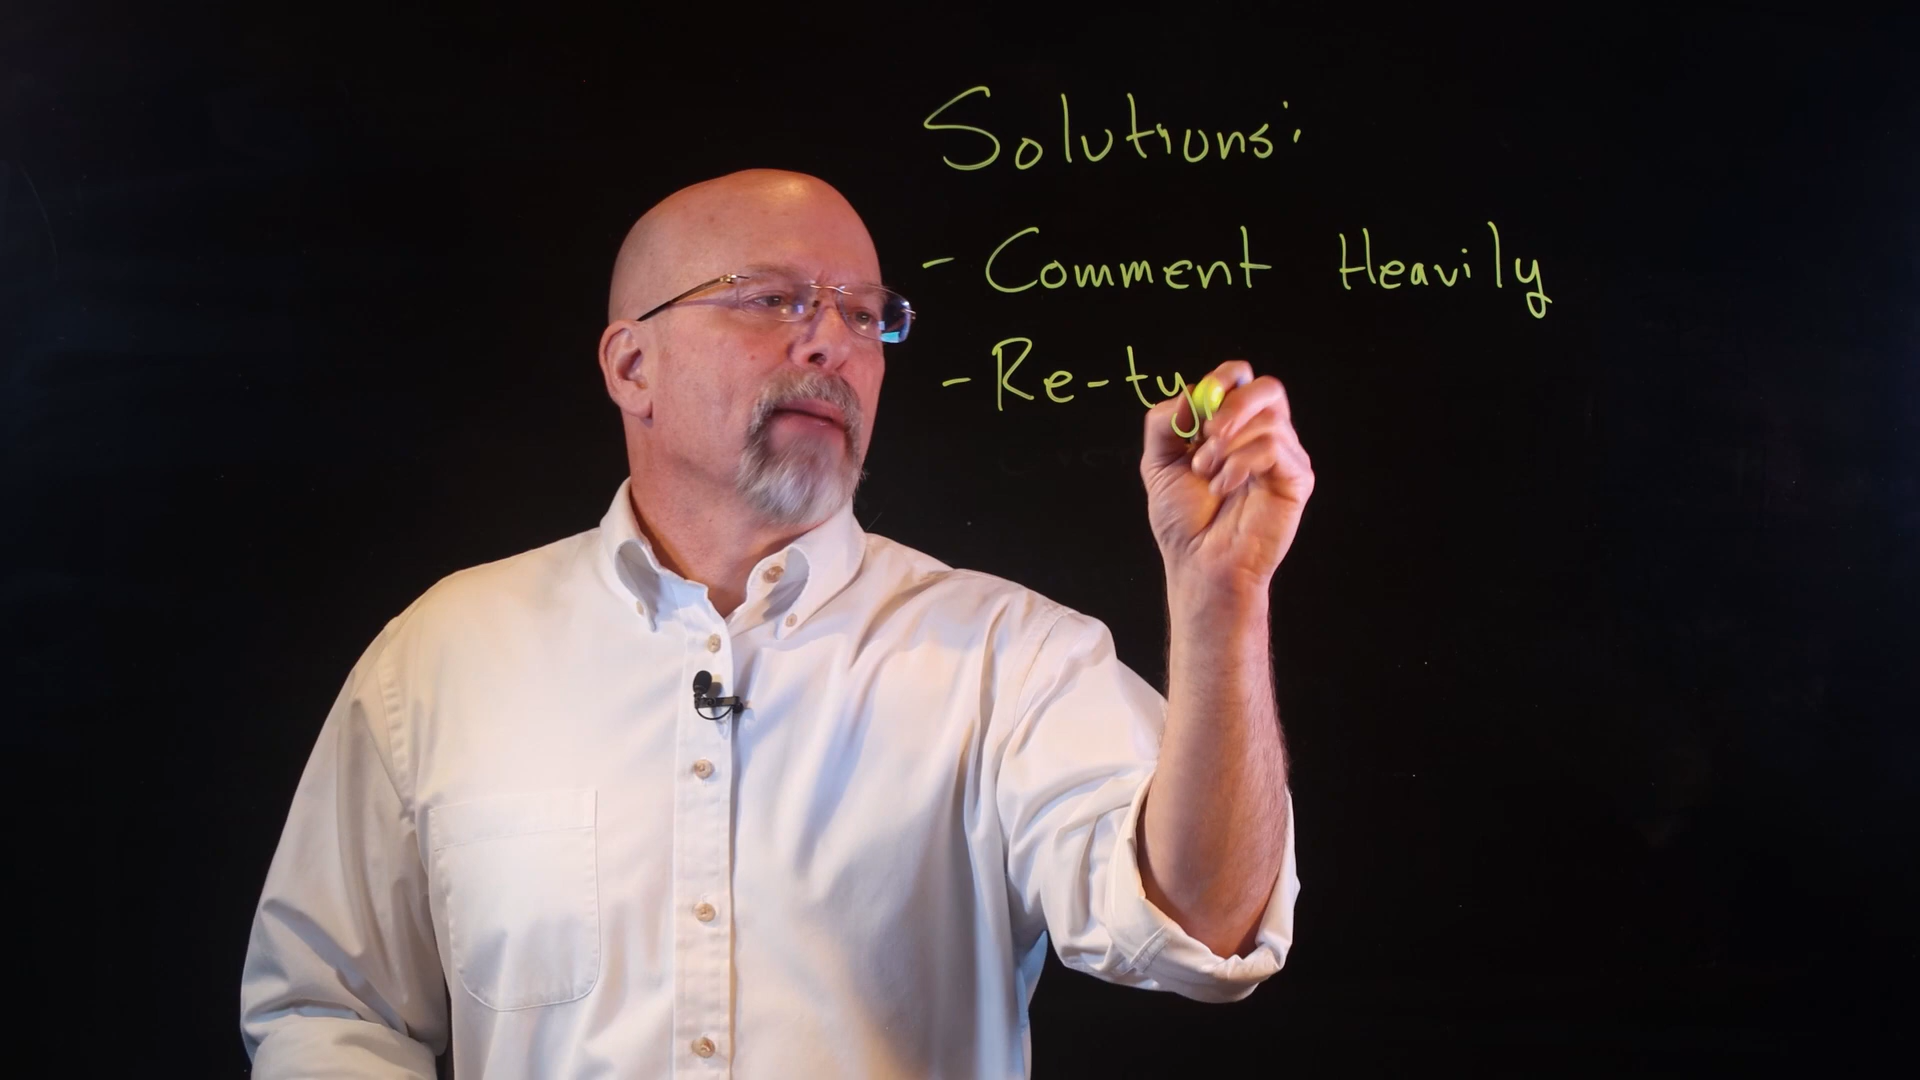 Solutions:
- Comment Heavily
- Re-ty